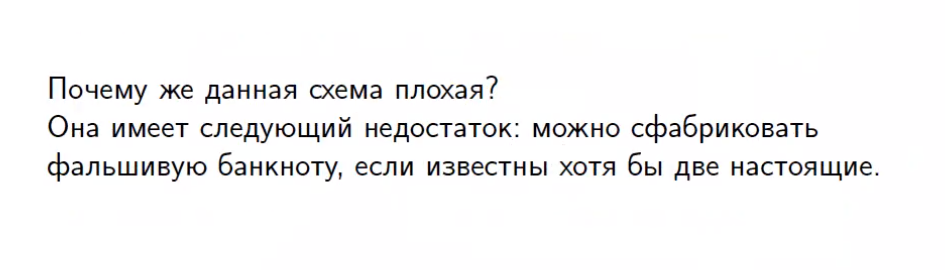 Почему же данная схема плохая?
Она имеет следующий недостаток: можно сфабриковать
фальшивую банкноту, если известны хотя бы две настоящие.